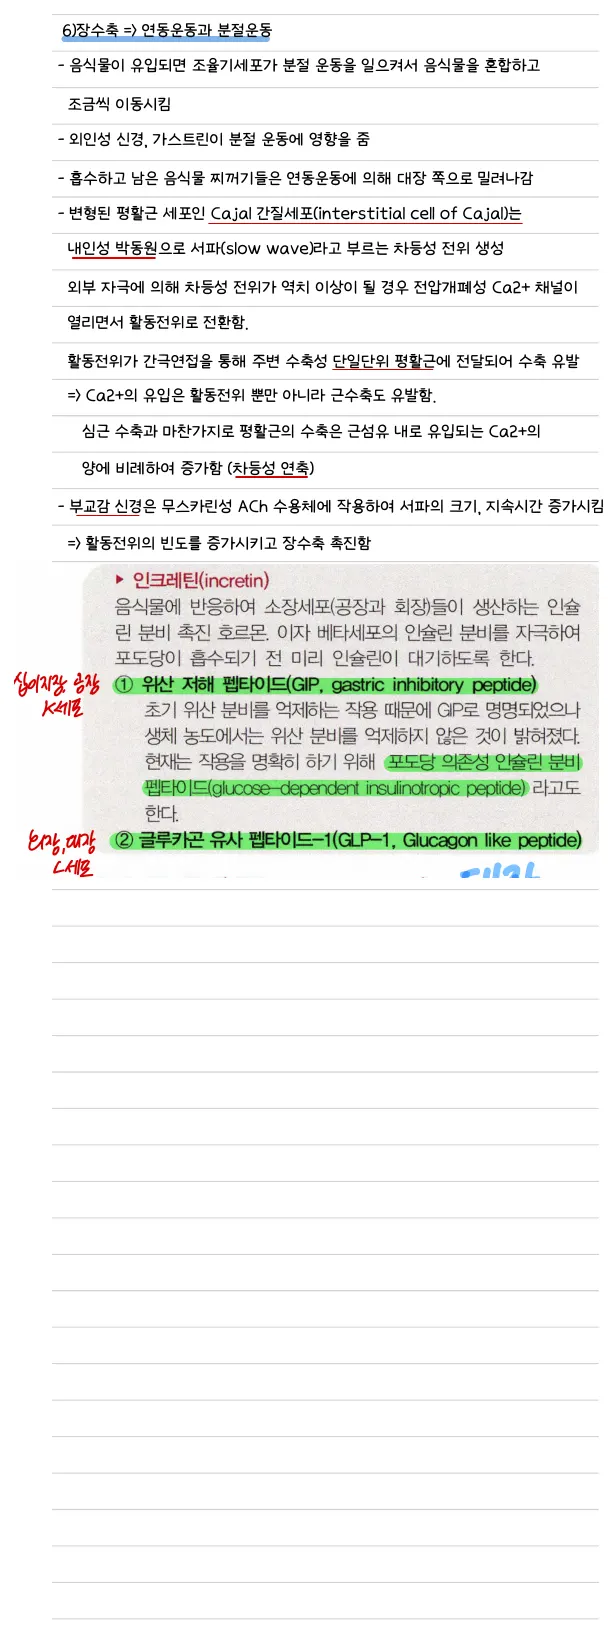 6)장수축 => 연동운동과 분절운동
- 음식물이 유입되면 조율기세포가 분절 운동을 일으켜서 음식물을 혼합하고
조금씩 이동시킴
- 외인성 신경, 가스트린이 분절 운동에 영향을 줌
- 흡수하고 남은 음식물 찌꺼기들은 연동운동에 의해 대장 쪽으로 밀려나감
- 변형된 평활근 세포인 Cajal 간질세포(interstitial cell of Cajal)는
내인성 박동원으로 서파(slow wave)라고 부르는 차등성 전위 생성
외부 자극에 의해 차등성 전위가 역치 이상이 될 경우 전압개폐성 Ca2+ 채널이
열리면서 활동전위로 전환함.
활동전위가 간극연접을 통해 주변 수축성 단일단위 평활근에 전달되어 수축 유발
=> Ca2+의 유입은 활동전위 뿐만 아니라 근수축도 유발함.
심근 수축과 마찬가지로 평활근의 수축은 근섬유 내로 유입되는 Ca2+의
양에 비례하여 증가함 (차등성 연축)
- 부교감 신경은 무스카린성 ACh 수용체에 작용하여 서파의 크기, 지속시간 증가시킴
=> 활동전위의 빈도를 증가시키고 장수축 촉진함
▶ 인크레틴(incretin)
음식물에 반응하여 소장세포(공장과 회장)들이 생산하는 인슐
린 분비 촉진 호르몬. 이자 베타세포의 인슐린 분비를 자극하여
포도당이 흡수되기 전 미리 인슐린이 대기하도록 한다.
십이지장, 공장
K세포
① 위산 저해 펩타이드(GIP, gastric inhibitory peptide)
초기 위산 분비를 억제하는 작용 때문에 GIP로 명명되었으나
생체 농도에서는 위산 분비를 억제하지 않은 것이 밝혀졌다.
현재는 작용을 명확히 하기 위해 포도당 의존성 인슐린 분비
펩타이드(glucose-dependent insulinotropic peptide)라고도
한다.
회장, 대장
L세포
② 글루카곤 유사 펩타이드-1(GLP-1, Glucagon like peptide)